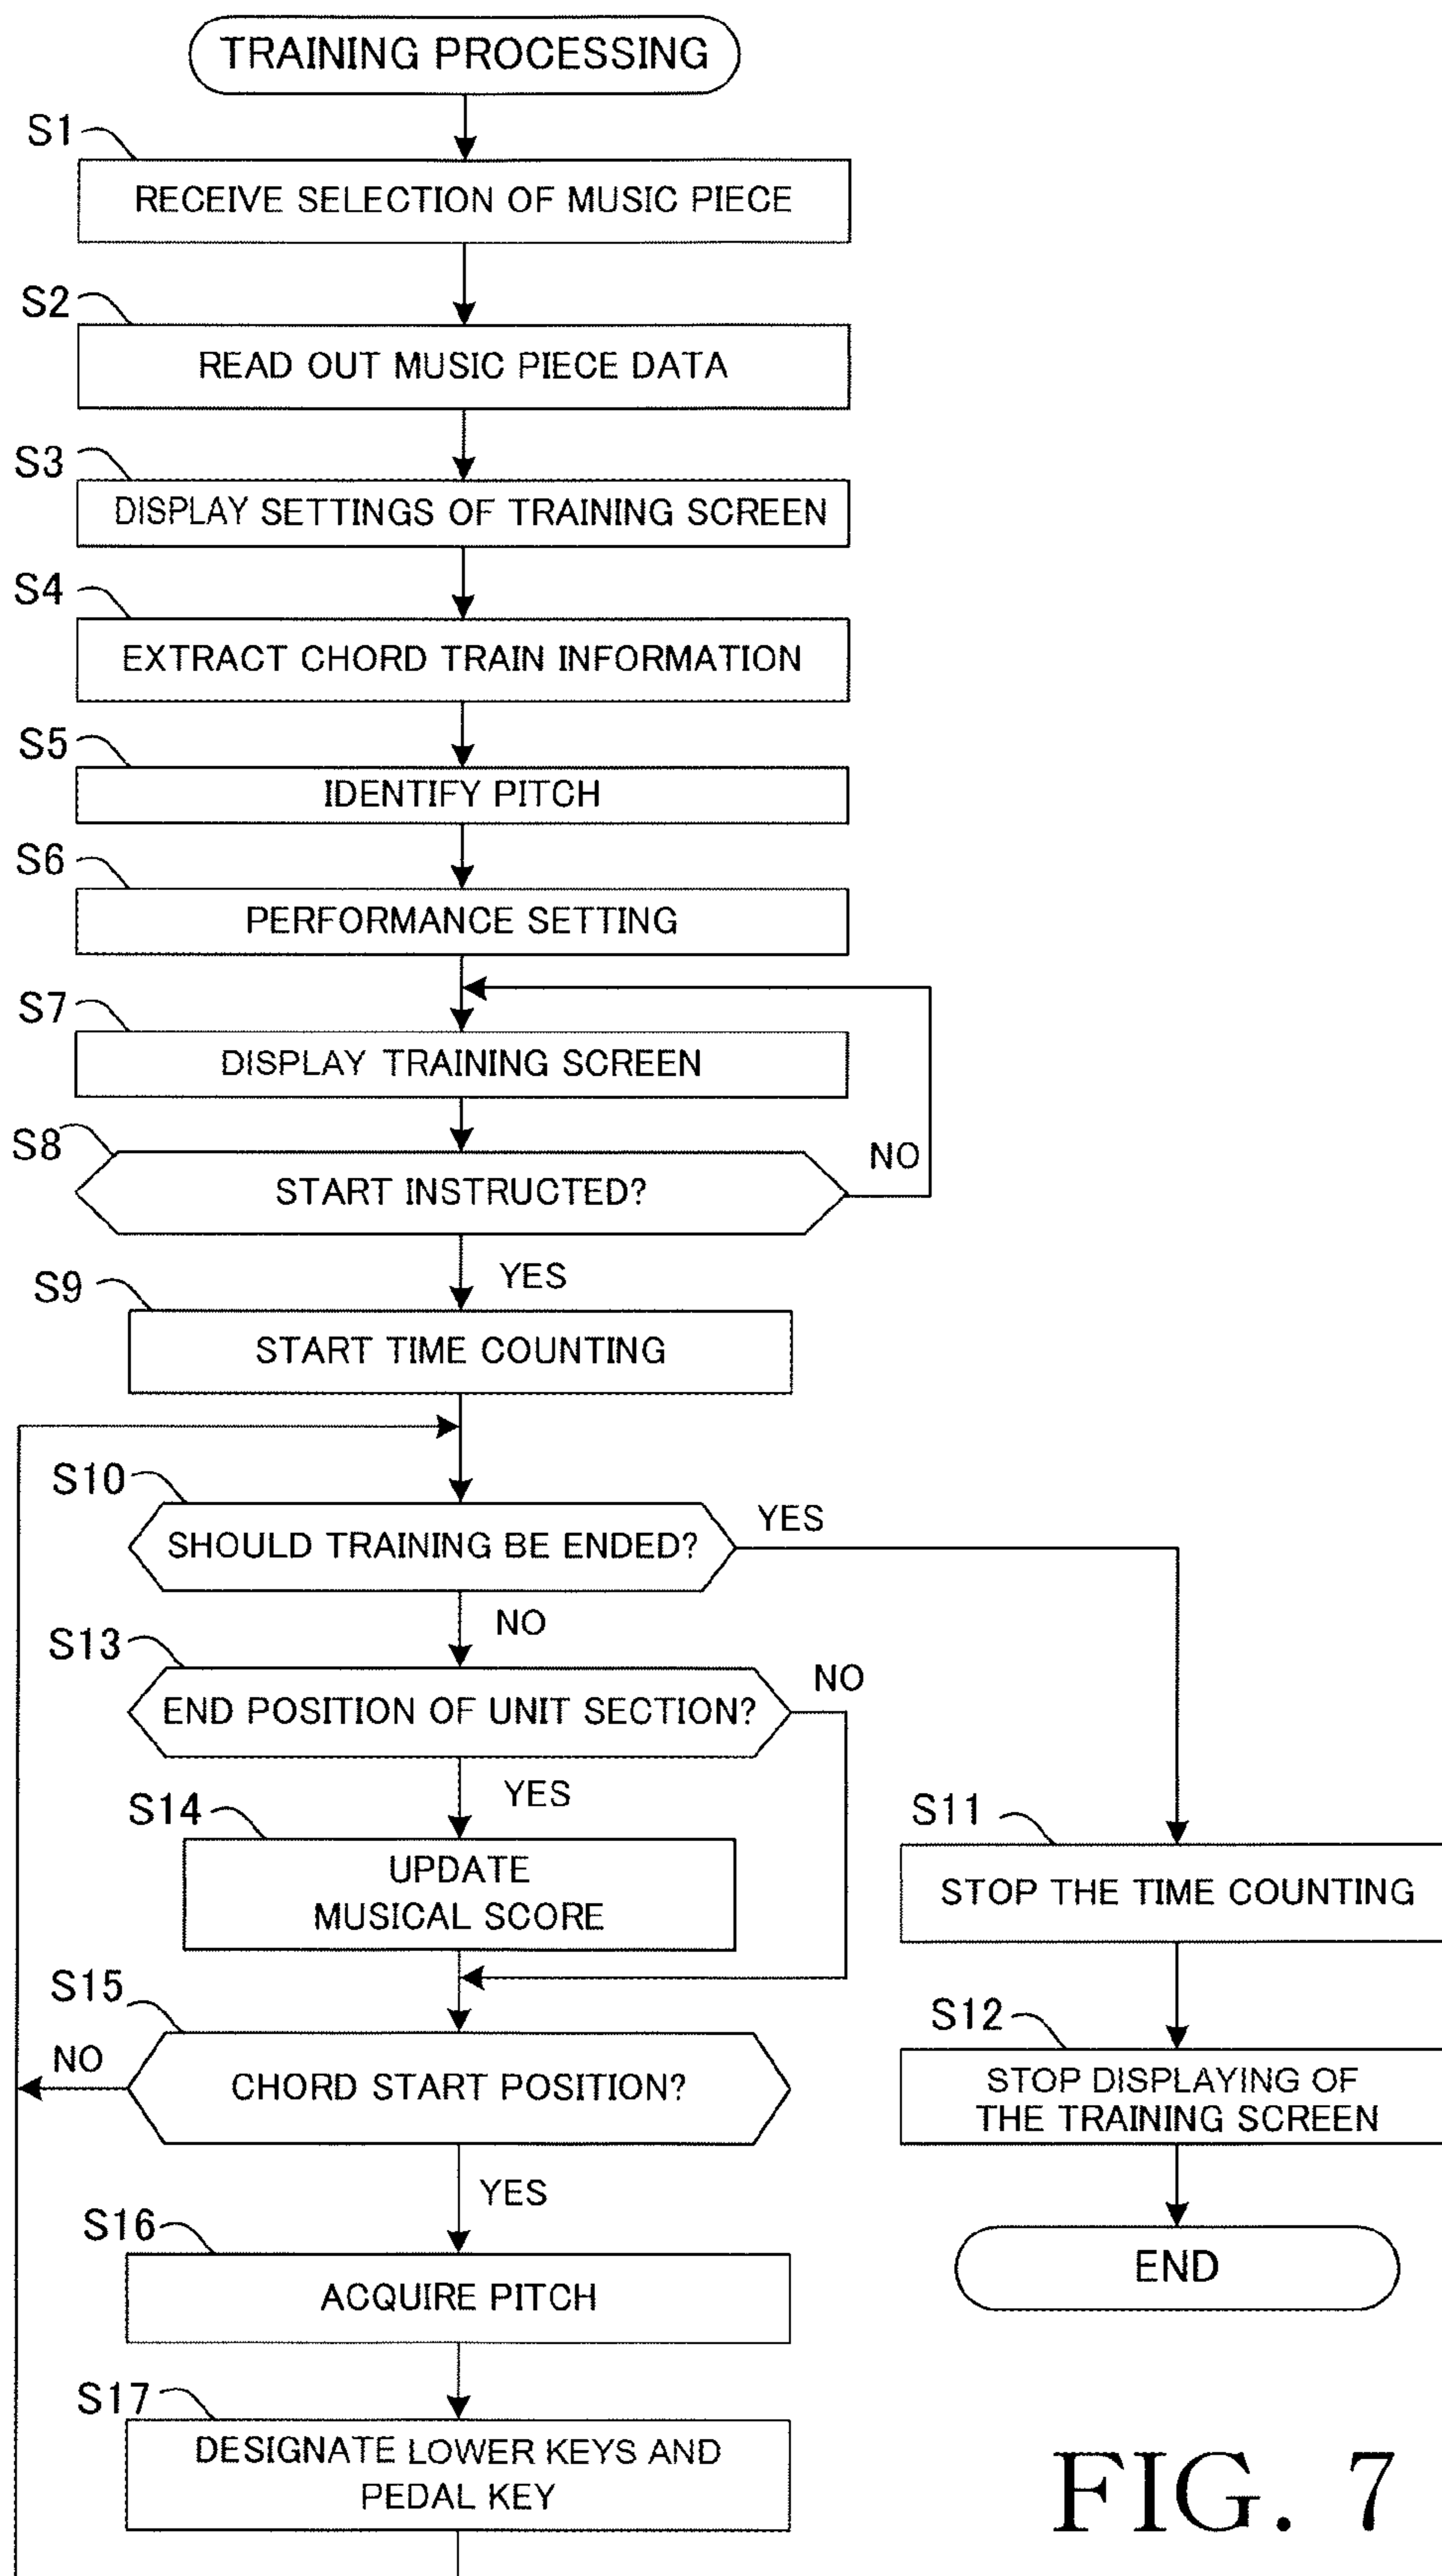 TRAINING PROCESSING
S1
RECEIVE SELECTION OF MUSIC PIECE
S2
READ OUT MUSIC PIECE DATA
S3
DISPLAY SETTINGS OF TRAINING SCREEN
S4
EXTRACT CHORD TRAIN INFORMATION
S5
IDENTIFY PITCH
S6
PERFORMANCE SETTING
S7
DISPLAY TRAINING SCREEN
S8
START INSTRUCTED?
NO
YES
S9
START TIME COUNTING
S10
SHOULD TRAINING BE ENDED?
YES
NO
S13
END POSITION OF UNIT SECTION?
NO
YES
S14
UPDATE
MUSICAL SCORE
S11
STOP THE TIME COUNTING
S15
CHORD START POSITION?
NO
YES
S12
STOP DISPLAYING OF
THE TRAINING SCREEN
S16
ACQUIRE PITCH
END
S17
DESIGNATE LOWER KEYS AND
PEDAL KEY
FIG. 7